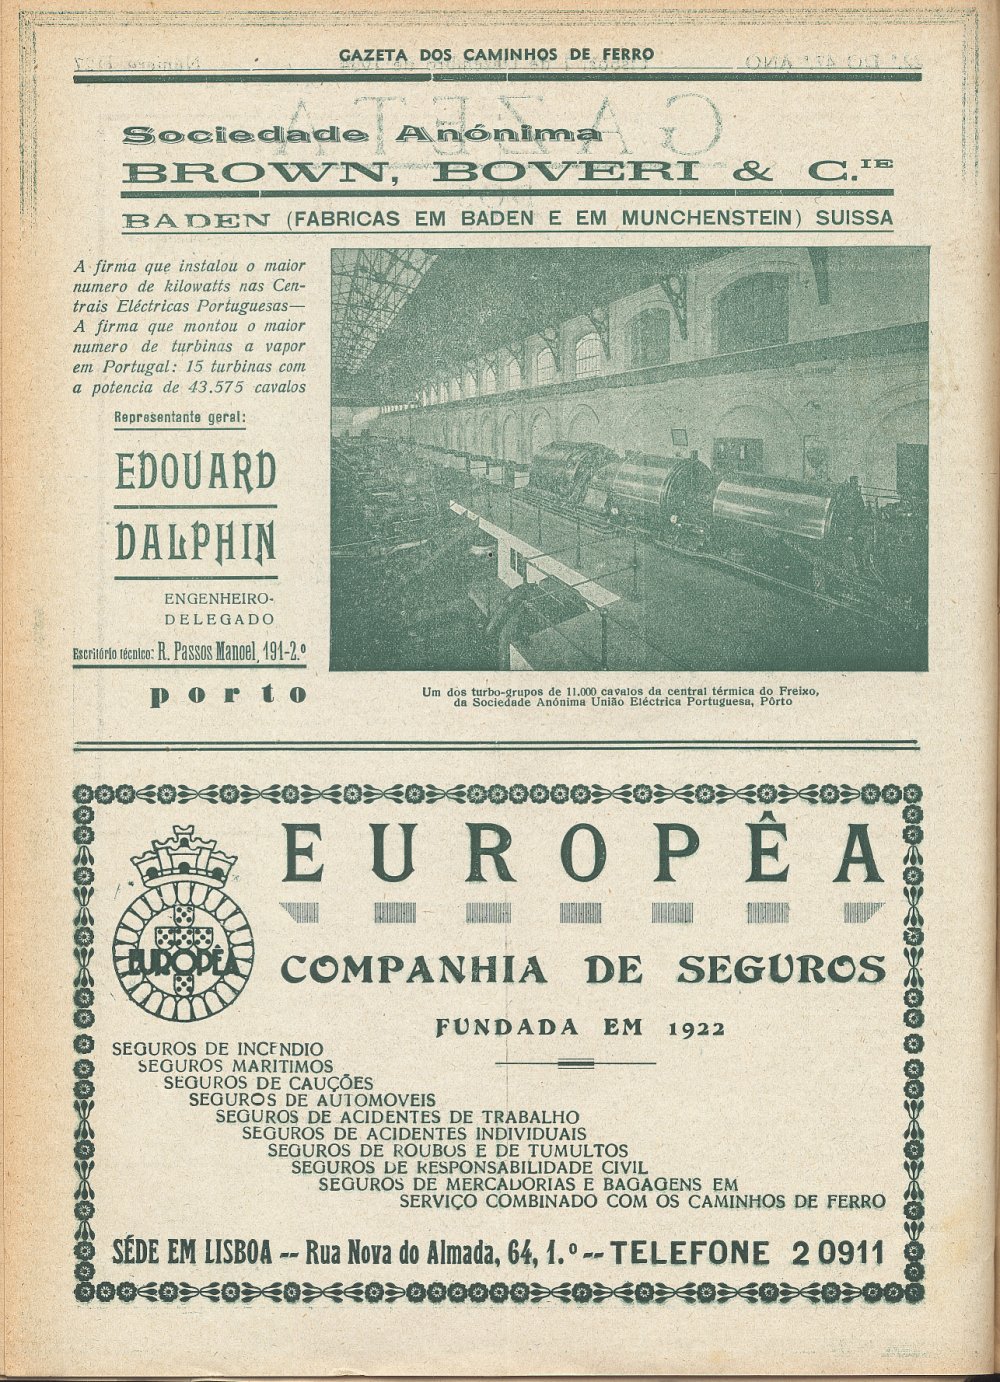 GAZETA DOS CAMINHOS DE FERRO
Sociedade Anónima
BROWN, BOVERI & C.IE
BADEN (FABRICAS EM BADEN E EM MUNCHENSTEIN) SUISSA
A firma que instalou o maior
numero de kilowatts nas Cen-
trais Eléctricas Portuguesas—
A firma que montou o maior
numero de turbinas a vapor
em Portugal: 15 turbinas com
a potencia de 43.575 cavalos
Representante geral:
EDOUARD
DALPHIN
ENGENHEIRO-
DELEGADO
Escritório técnico: R. Passos Manoel, 191-2.º
porto
Um dos turbo-grupos de 11.000 cavalos da central térmica do Freixo,
da Sociedade Anónima União Eléctrica Portuguesa, Pôrto
EUROPÊA
EUROPÊA
COMPANHIA DE SEGUROS
FUNDADA EM 1922
SEGUROS DE INCENDIO
SEGUROS MARITIMOS
SEGUROS DE CAUÇÕES
SEGUROS DE AUTOMOVEIS
SEGUROS DE ACIDENTES DE TRABALHO
SEGUROS DE ACIDENTES INDIVIDUAIS
SEGUROS DE ROUBOS E DE TUMULTOS
SEGUROS DE RESPONSABILIDADE CIVIL
SEGUROS DE MERCADORIAS E BAGAGENS EM
SERVIÇO COMBINADO COM OS CAMINHOS DE FERRO
SÉDE EM LISBOA -- Rua Nova do Almada, 64, 1.º -- TELEFONE 2 0911